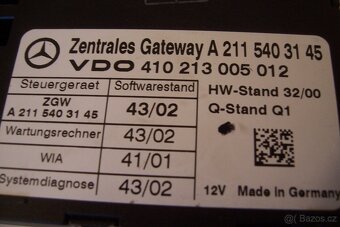 Zentrales Gateway A 211 540 31 45
VDO 410 213 005 012
Steuergeraet Softwarestand HW-Stand 32/00
ZGW
A 211 540 31 45 43/02 Q-Stand Q1
Wartungsrechner 43/02
WIA 41/01
Systemdiagnose 43/02 12V Made in Germany
Bazos.cz